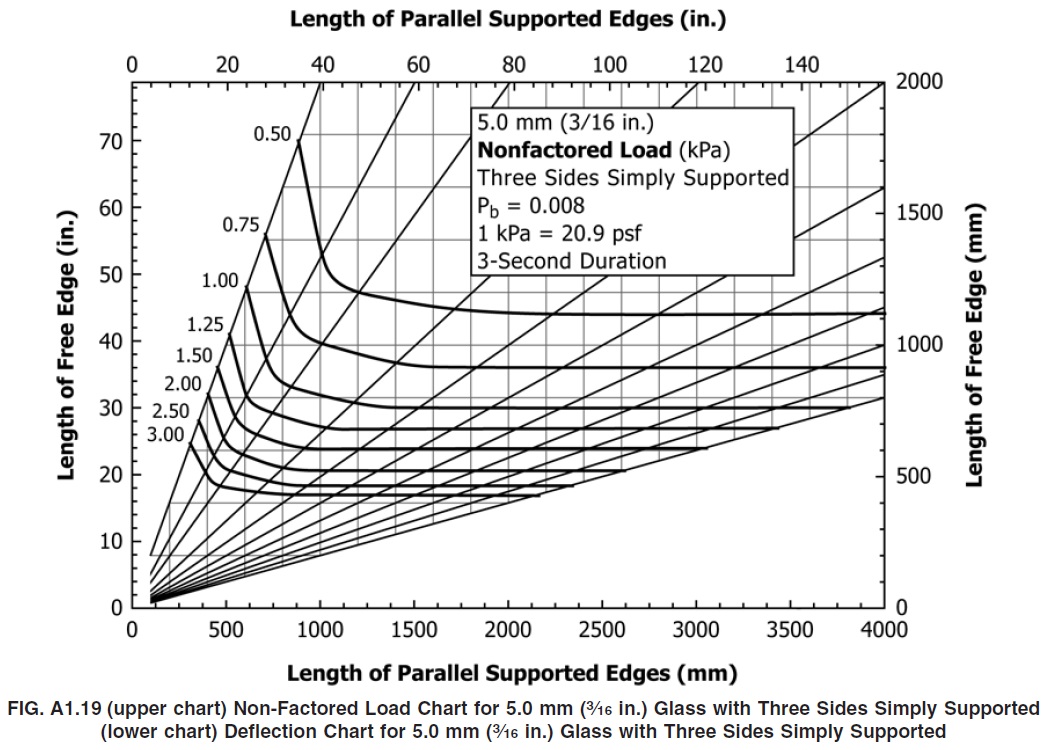 Length of Parallel Supported Edges (in.)
0 20 40 60 80 100 120 140
2000
0.50
70
5.0 mm (3/16 in.)
Nonfactored Load (kPa)
Three Sides Simply Supported
Pb = 0.008
1 kPa = 20.9 psf
3-Second Duration
60
1500
0.75
50
1.00
1.25
40
1000
1.50
2.00
30
2.50
3.00
20
500
10
0
0
Length of Free Edge (in.)
Length of Free Edge (mm)
0 500 1000 1500 2000 2500 3000 3500 4000
Length of Parallel Supported Edges (mm)
FIG. A1.19 (upper chart) Non-Factored Load Chart for 5.0 mm (3⁄16 in.) Glass with Three Sides Simply Supported
(lower chart) Deflection Chart for 5.0 mm (3⁄16 in.) Glass with Three Sides Simply Supported